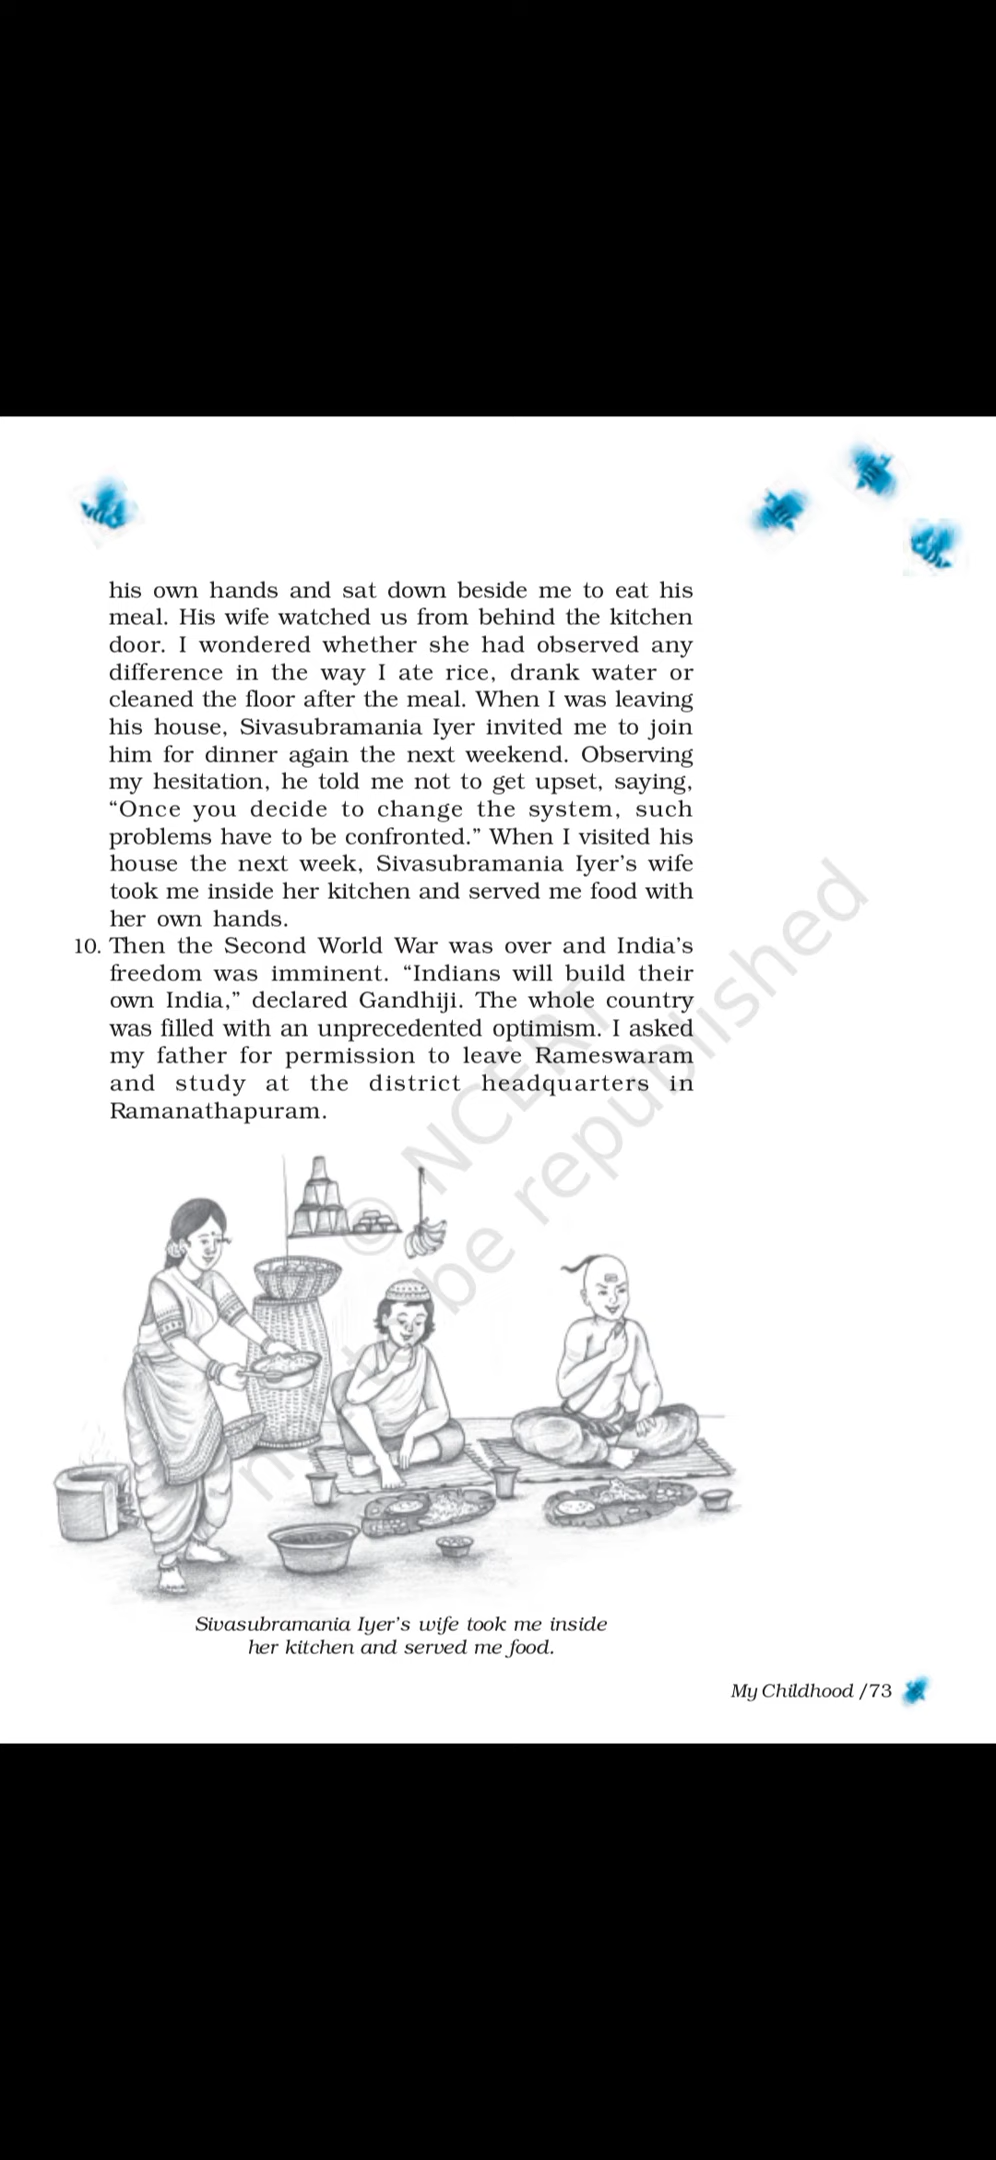 his own hands and sat down beside me to eat his
meal. His wife watched us from behind the kitchen
door. I wondered whether she had observed any
difference in the way I ate rice, drank water or
cleaned the floor after the meal. When I was leaving
his house, Sivasubramania Iyer invited me to join
him for dinner again the next weekend. Observing
my hesitation, he told me not to get upset, saying,
“Once you decide to change the system, such
problems have to be confronted.” When I visited his
house the next week, Sivasubramania Iyer’s wife
took me inside her kitchen and served me food with
her own hands.
10. Then the Second World War was over and India’s
freedom was imminent. “Indians will build their
own India,” declared Gandhiji. The whole country
was filled with an unprecedented optimism. I asked
my father for permission to leave Rameswaram
and study at the district headquarters in
Ramanathapuram.
© NCERT
not to be republished
Sivasubramania Iyer’s wife took me inside
her kitchen and served me food.
My Childhood /73